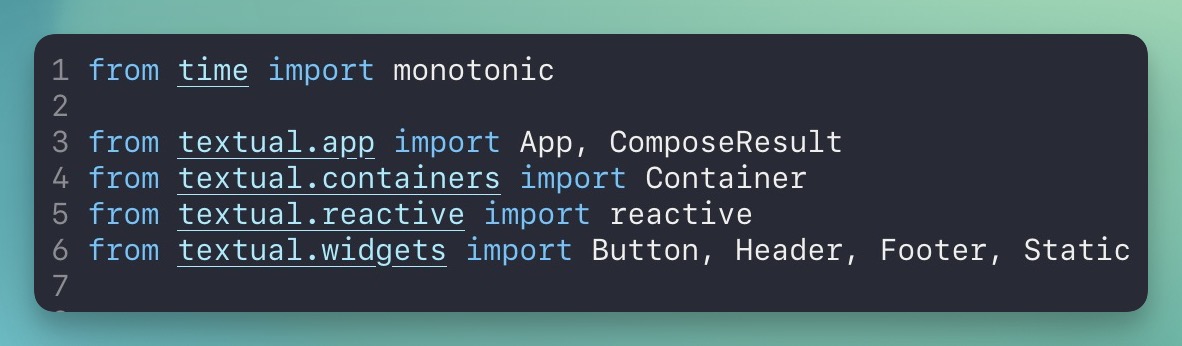 1 from time import monotonic
2
3 from textual.app import App, ComposeResult
4 from textual.containers import Container
5 from textual.reactive import reactive
6 from textual.widgets import Button, Header, Footer, Static
7